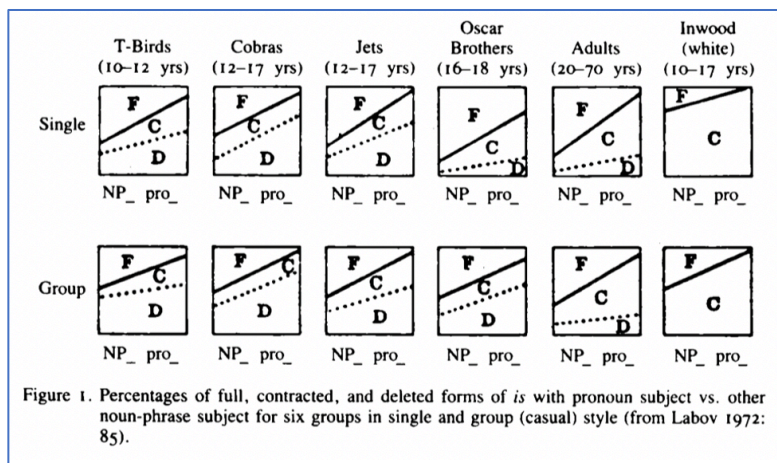 T-Birds Cobras Jets Oscar Brothers Adults Inwood (white)
(10–12 yrs) (12–17 yrs) (12–17 yrs) (16–18 yrs) (20–70 yrs) (10–17 yrs)
Single
F C D F C D F C D F C D F C D F C
NP_ pro_ NP_ pro_ NP_ pro_ NP_ pro_ NP_ pro_ NP_ pro_
Group
F C D F C D F C D F C D F C D F C
NP_ pro_ NP_ pro_ NP_ pro_ NP_ pro_ NP_ pro_ NP_ pro_
Figure 1. Percentages of full, contracted, and deleted forms of is with pronoun subject vs. other
noun-phrase subject for six groups in single and group (casual) style (from Labov 1972:
85).